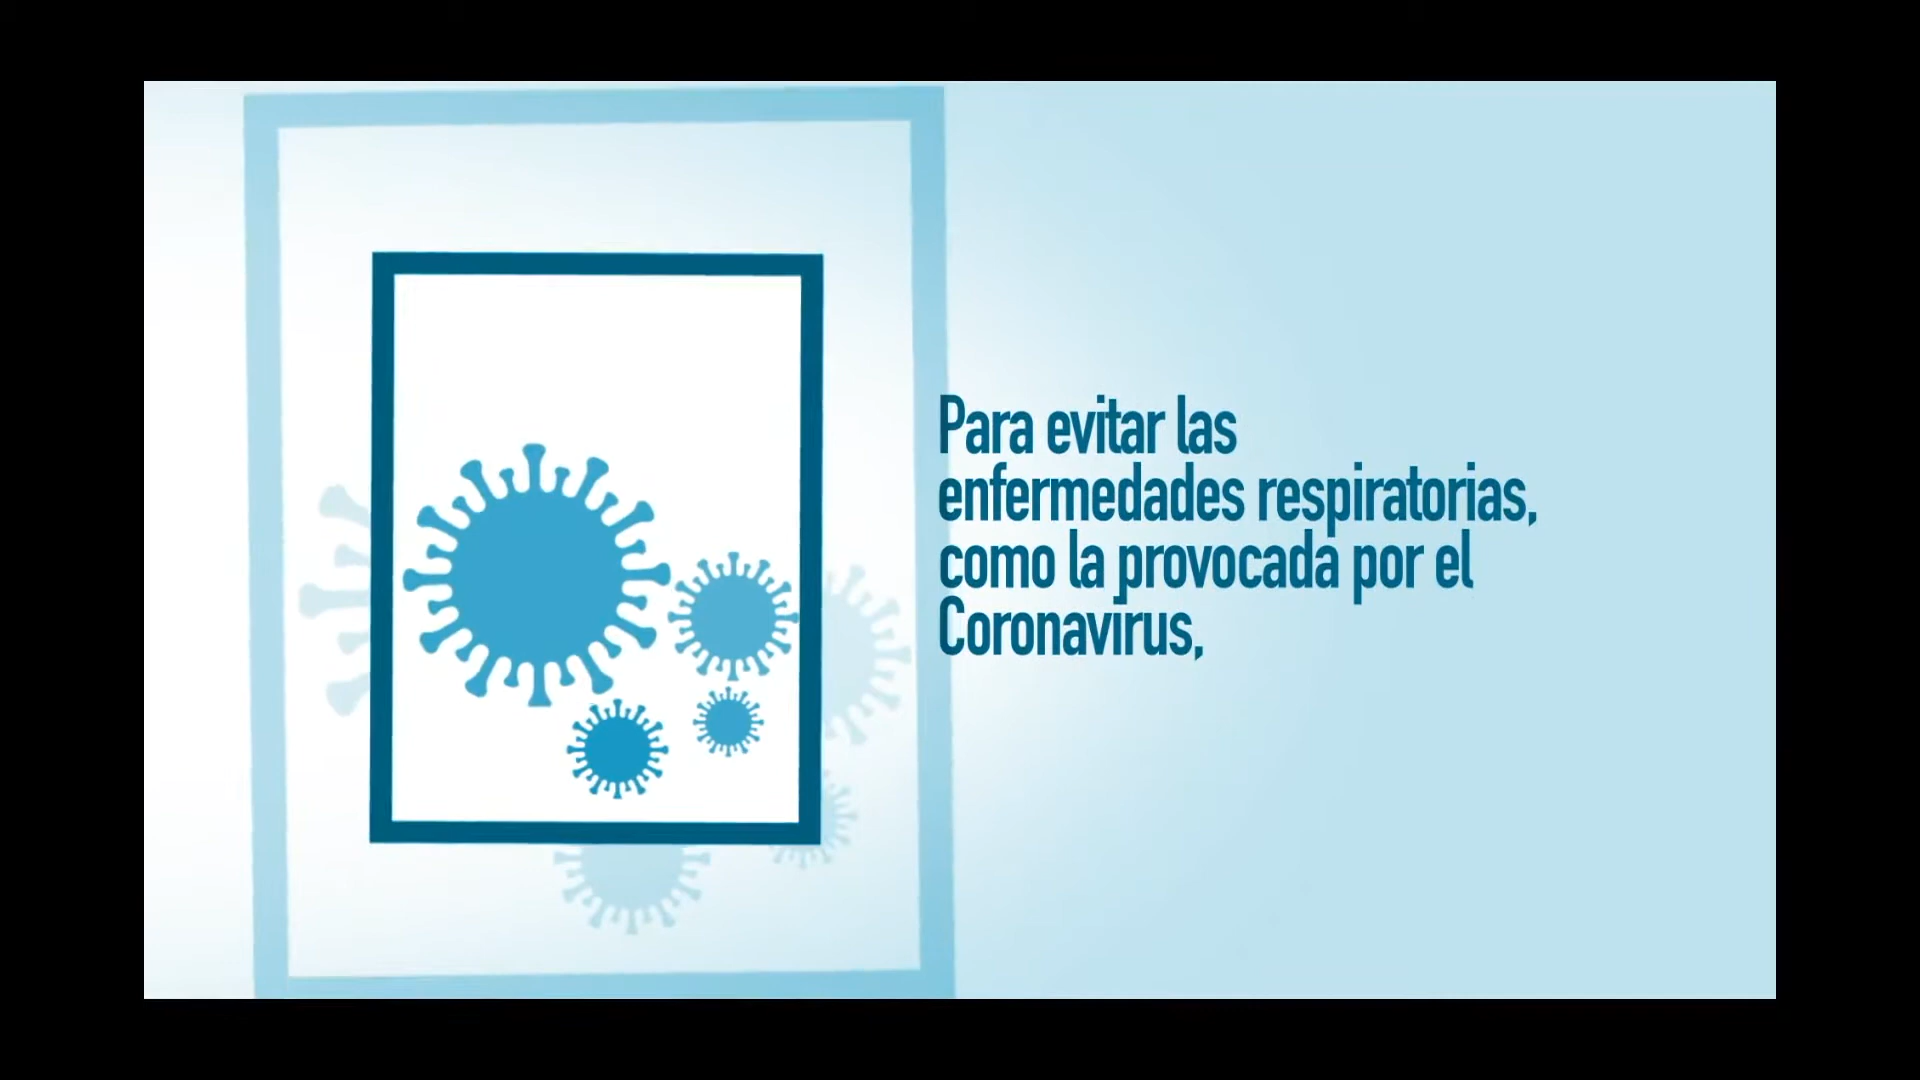 Para evitar las
enfermedades respiratorias,
como la provocada por el
Coronavirus,